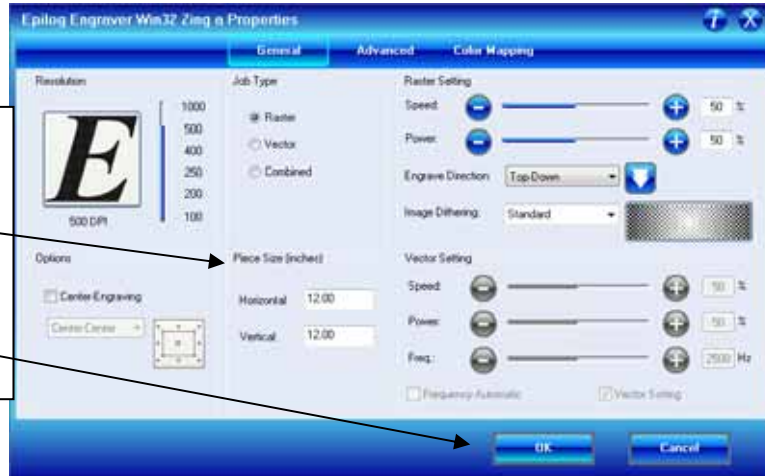 Epilog Engraver Win32 Zing n Properties
General Advanced Color Mapping
Resolution
E
1000
500
400
250
200
100
500 DPI
Job Type
Raster
Vector
Combined
Raster Setting
Speed: 50 %
Power: 50 %
Engrave Direction: Top-Down
Image Dithering: Standard
Options
Center-Engraving
Center-Center
Piece Size (inches)
Horizontal 12.00
Vertical 12.00
Vector Setting
Speed: 50 %
Power: 50 %
Freq.: 2500 Hz
Frequency Automatic
Vector Sorting
OK Cancel